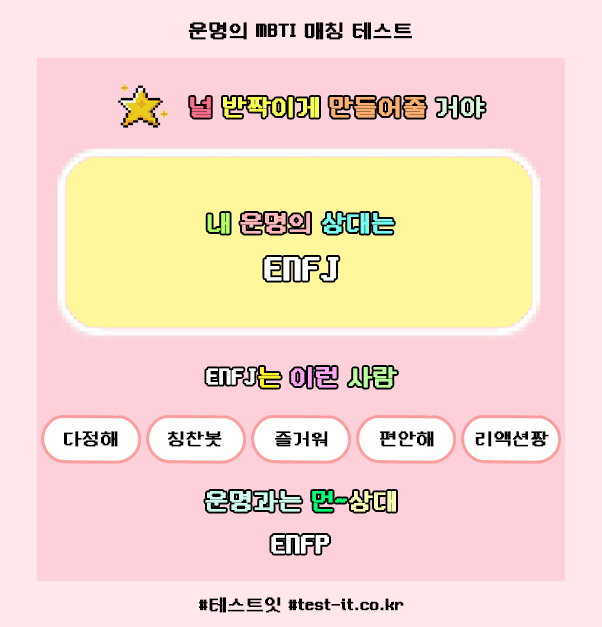 운명의 MBTI 매칭 테스트
널 반짝이게 만들어줄 거야
내 운명의 상대는
ENFJ
ENFJ는 이런 사람
다정해 칭찬봇 즐거워 편안해 리액션짱
운명과는 먼~상대
ENFP
#테스트잇 #test-it.co.kr